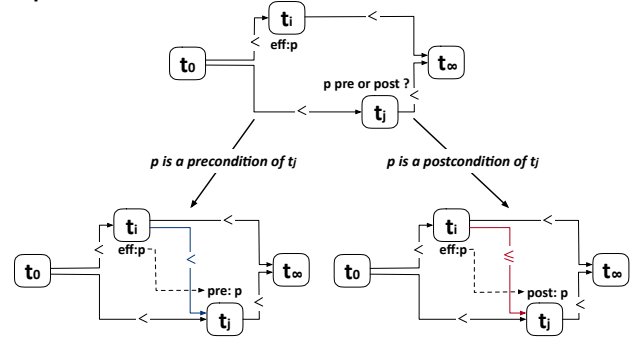 ti
<
<
eff:p
t0
t∞
p pre or post ?
<
<
tj
p is a precondition of tj
p is a postcondition of tj
ti
<
ti
<
<
eff:p
<
<
eff:p
≪
t0
t∞
t0
t∞
pre: p
<
post: p
<
<
tj
<
tj